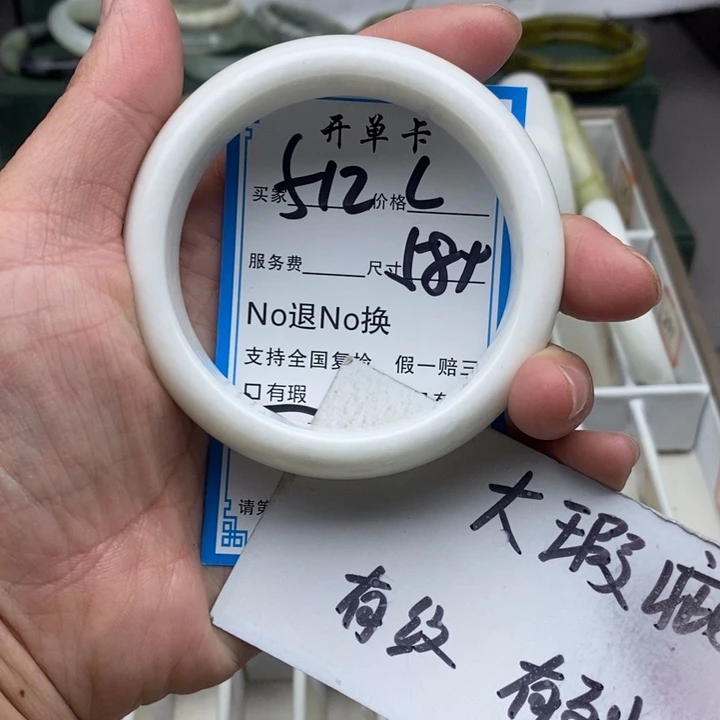 开单卡
买家 512 价格 L
服务费 尺寸 58
No退No换
支持全国复检 假一赔三
口有瑕
请
大瑕疵
有纹
有